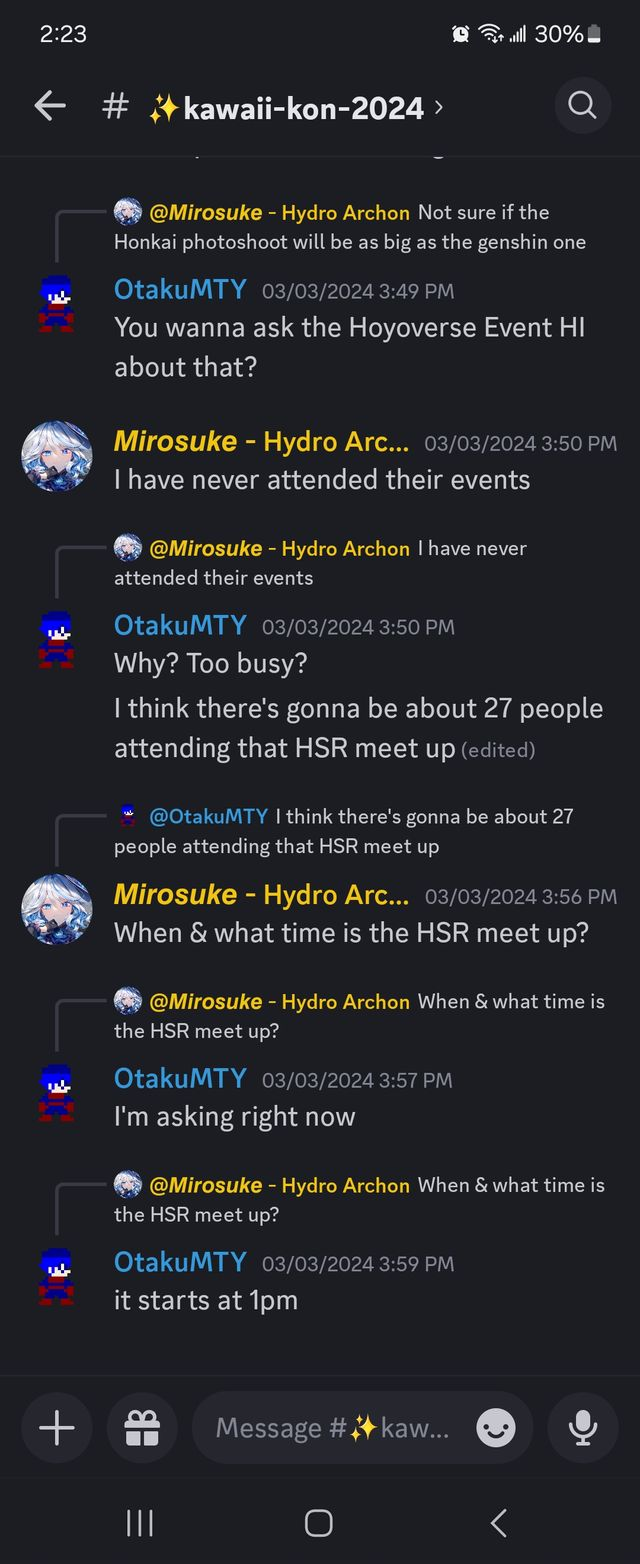 2:23
30%
# ✨kawaii-kon-2024 ›
@Mirosuke - Hydro Archon Not sure if the
Honkai photoshoot will be as big as the genshin one
OtakuMTY 03/03/2024 3:49 PM
You wanna ask the Hoyoverse Event HI
about that?
Mirosuke - Hydro Arc... 03/03/2024 3:50 PM
I have never attended their events
@Mirosuke - Hydro Archon I have never
attended their events
OtakuMTY 03/03/2024 3:50 PM
Why? Too busy?
I think there's gonna be about 27 people
attending that HSR meet up (edited)
@OtakuMTY I think there's gonna be about 27
people attending that HSR meet up
Mirosuke - Hydro Arc... 03/03/2024 3:56 PM
When & what time is the HSR meet up?
@Mirosuke - Hydro Archon When & what time is
the HSR meet up?
OtakuMTY 03/03/2024 3:57 PM
I'm asking right now
@Mirosuke - Hydro Archon When & what time is
the HSR meet up?
OtakuMTY 03/03/2024 3:59 PM
it starts at 1pm
Message #✨kaw...